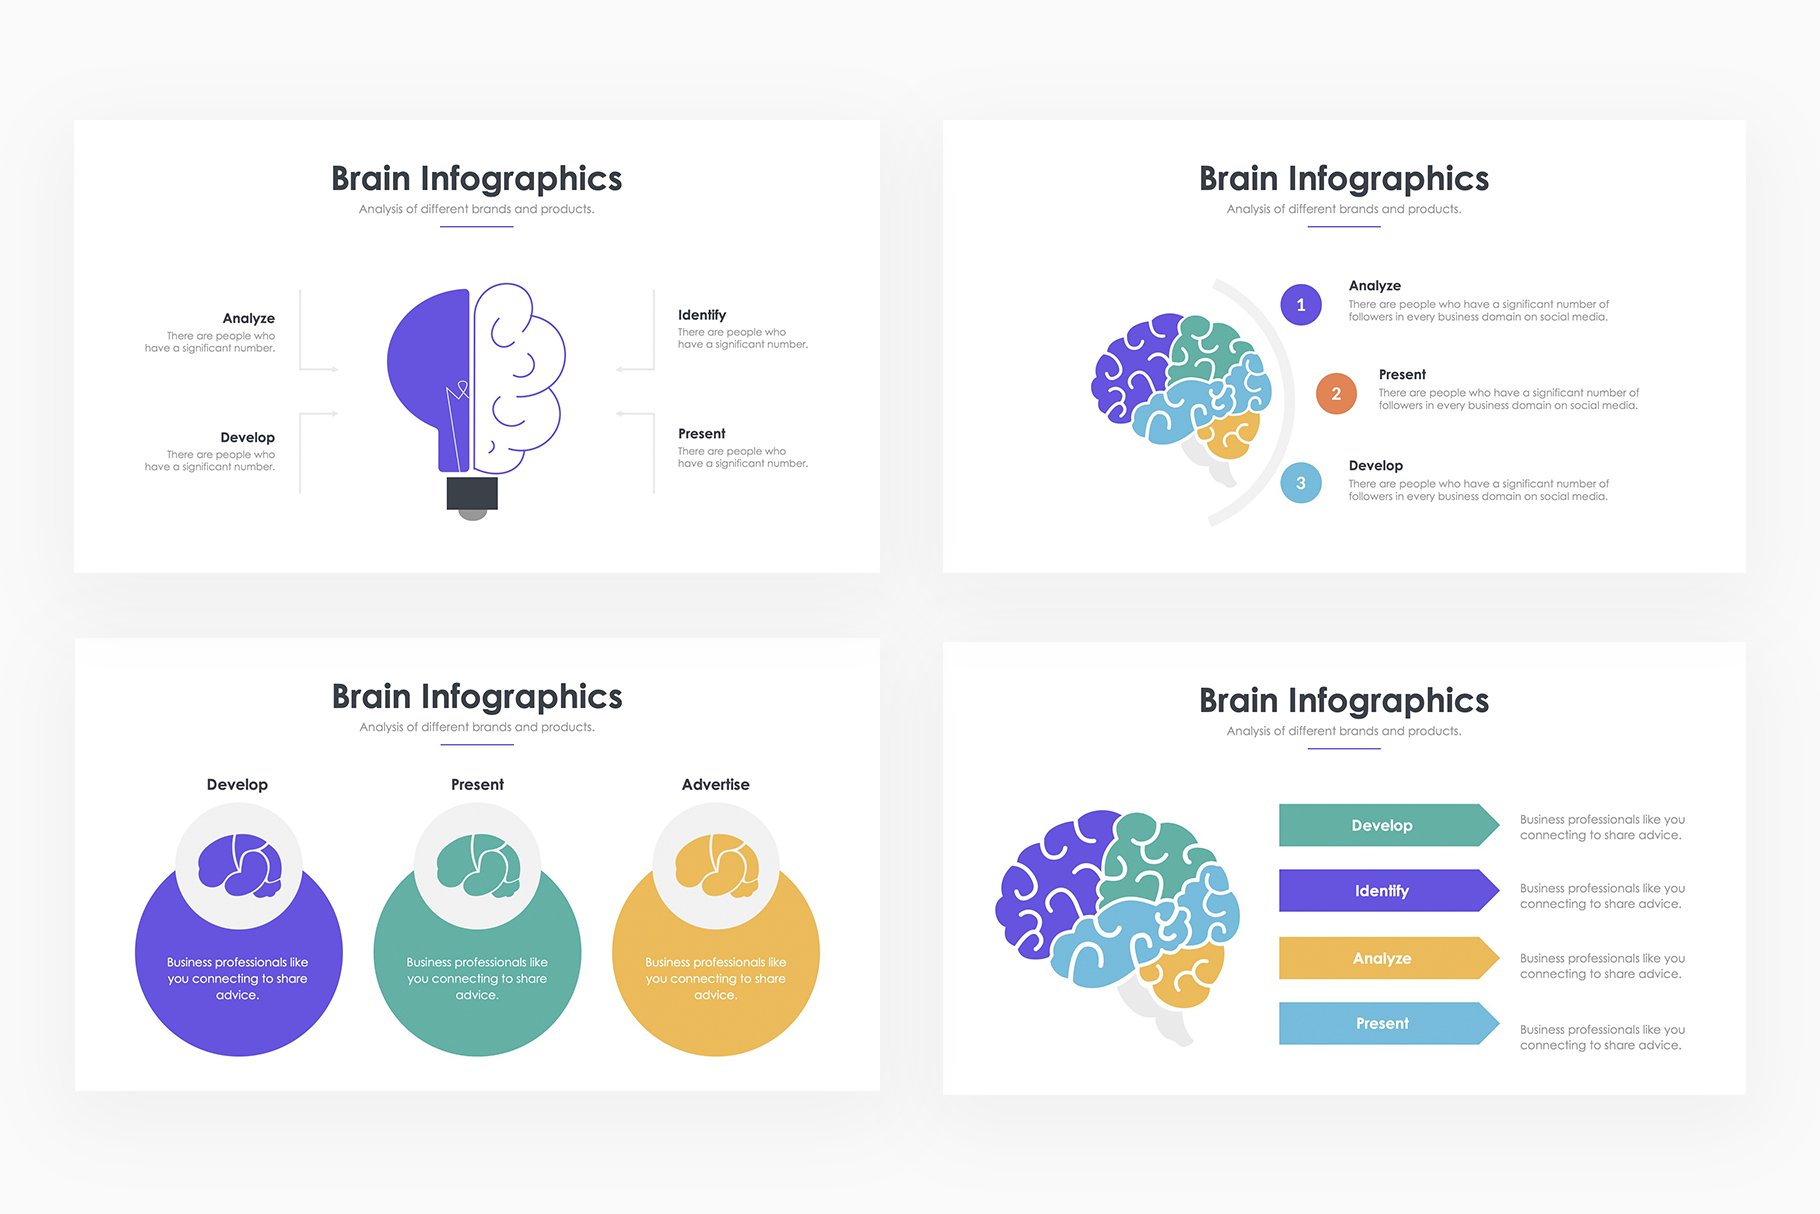 Brain Infographics
Analysis of different brands and products.
Analyze
There are people who
have a significant number.
Develop
There are people who
have a significant number.
Identify
There are people who
have a significant number.
Present
There are people who
have a significant number.
Brain Infographics
Analysis of different brands and products.
1
Analyze
There are people who have a significant number of
followers in every business domain on social media.
2
Present
There are people who have a significant number of
followers in every business domain on social media.
3
Develop
There are people who have a significant number of
followers in every business domain on social media.
Brain Infographics
Analysis of different brands and products.
Develop
Business professionals like
you connecting to share
advice.
Present
Business professionals like
you connecting to share
advice.
Advertise
Business professionals like
you connecting to share
advice.
Brain Infographics
Analysis of different brands and products.
Develop
Business professionals like you
connecting to share advice.
Identify
Business professionals like you
connecting to share advice.
Analyze
Business professionals like you
connecting to share advice.
Present
Business professionals like you
connecting to share advice.